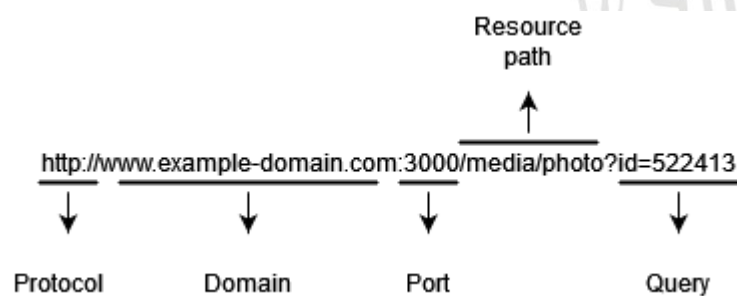 Resource
path
http://www.example-domain.com:3000/media/photo?id=522413
Protocol
Domain
Port
Query